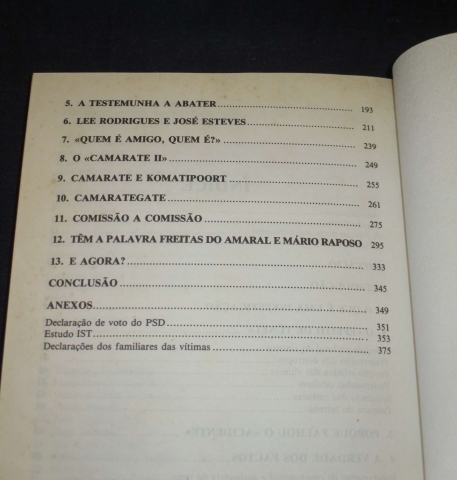 5. A TESTEMUNHA A ABATER 193
6. LEE RODRIGUES E JOSÉ ESTEVES 211
7. «QUEM É AMIGO, QUEM É?» 239
8. O «CAMARATE II» 249
9. CAMARATE E KOMATIPOORT 255
10. CAMARATEGATE 261
11. COMISSÃO A COMISSÃO 275
12. TÊM A PALAVRA FREITAS DO AMARAL E MÁRIO RAPOSO 295
13. E AGORA? 333
CONCLUSÃO 345
ANEXOS 349
Declaração de voto do PSD 351
Estudo IST 353
Declarações dos familiares das vítimas 375